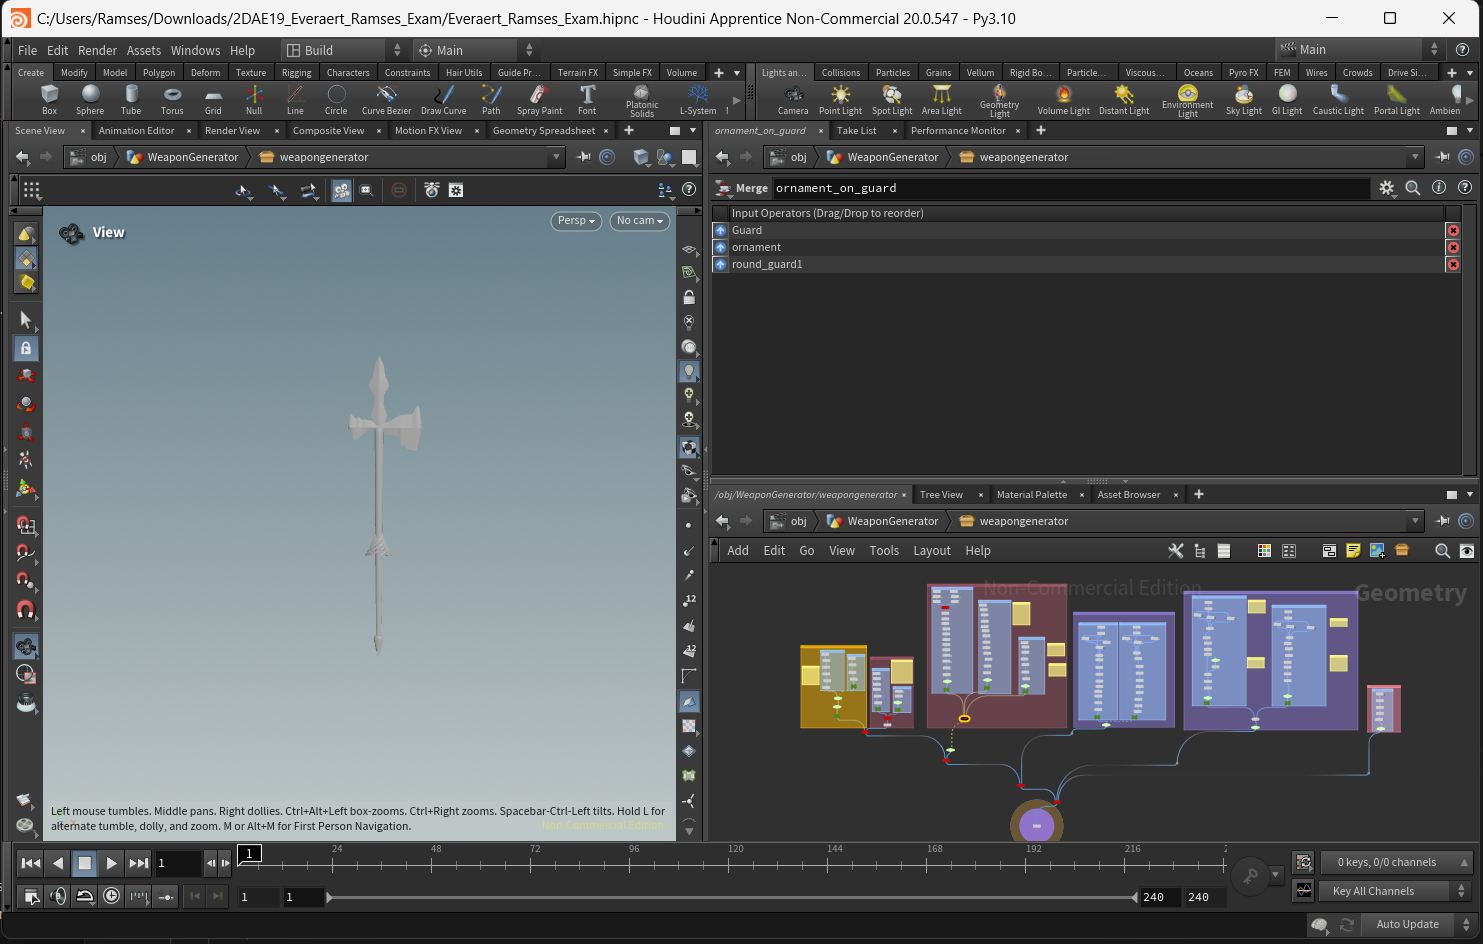 C:/Users/Ramses/Downloads/2DAE19_Everaert_Ramses_Exam/Everaert_Ramses_Exam.hipnc - Houdini Apprentice Non-Commercial 20.0.547 - Py3.10
File Edit Render Assets Windows Help Build Main Main
Create Modify Model Polygon Deform Texture Rigging Characters Constraints Hair Utils Guide Pr... Terrain FX Simple FX Volume
Lights an... Collisions Particles Grains Vellum Rigid Bo... Particle... Viscous... Oceans Pyro FX FEM Wires Crowds Drive Si...
Box Sphere Tube Torus Grid Null Line Circle Curve Bezier Draw Curve Path Spray Paint Font Platonic Solids L-System
Camera Point Light Spot Light Area Light Geometry Light Volume Light Distant Light Environment Light Sky Light GI Light Caustic Light Portal Light Ambien
Scene View Animation Editor Render View Composite View Motion FX View Geometry Spreadsheet
obj WeaponGenerator weapongenerator
View
Persp No cam
Left mouse tumbles. Middle pans. Right dollies. Ctrl+Alt+Left box-zooms. Ctrl+Right zooms. Spacebar-Ctrl-Left tilts. Hold L for
alternate tumble, dolly, and zoom. M or Alt+M for First Person Navigation.
Non-Commercial Edition
12
12
ornament_on_guard Take List Performance Monitor
obj WeaponGenerator weapongenerator
Merge ornament_on_guard
Input Operators (Drag/Drop to reorder)
Guard
ornament
round_guard1
/obj/WeaponGenerator/weapongenerator Tree View Material Palette Asset Browser
obj WeaponGenerator weapongenerator
Add Edit Go View Tools Layout Help
Non-Commercial Edition
Geometry
1
1 24 48 72 96 120 144 168 192 216 2
0 keys, 0/0 channels
1 1 240 240
Key All Channels
Auto Update